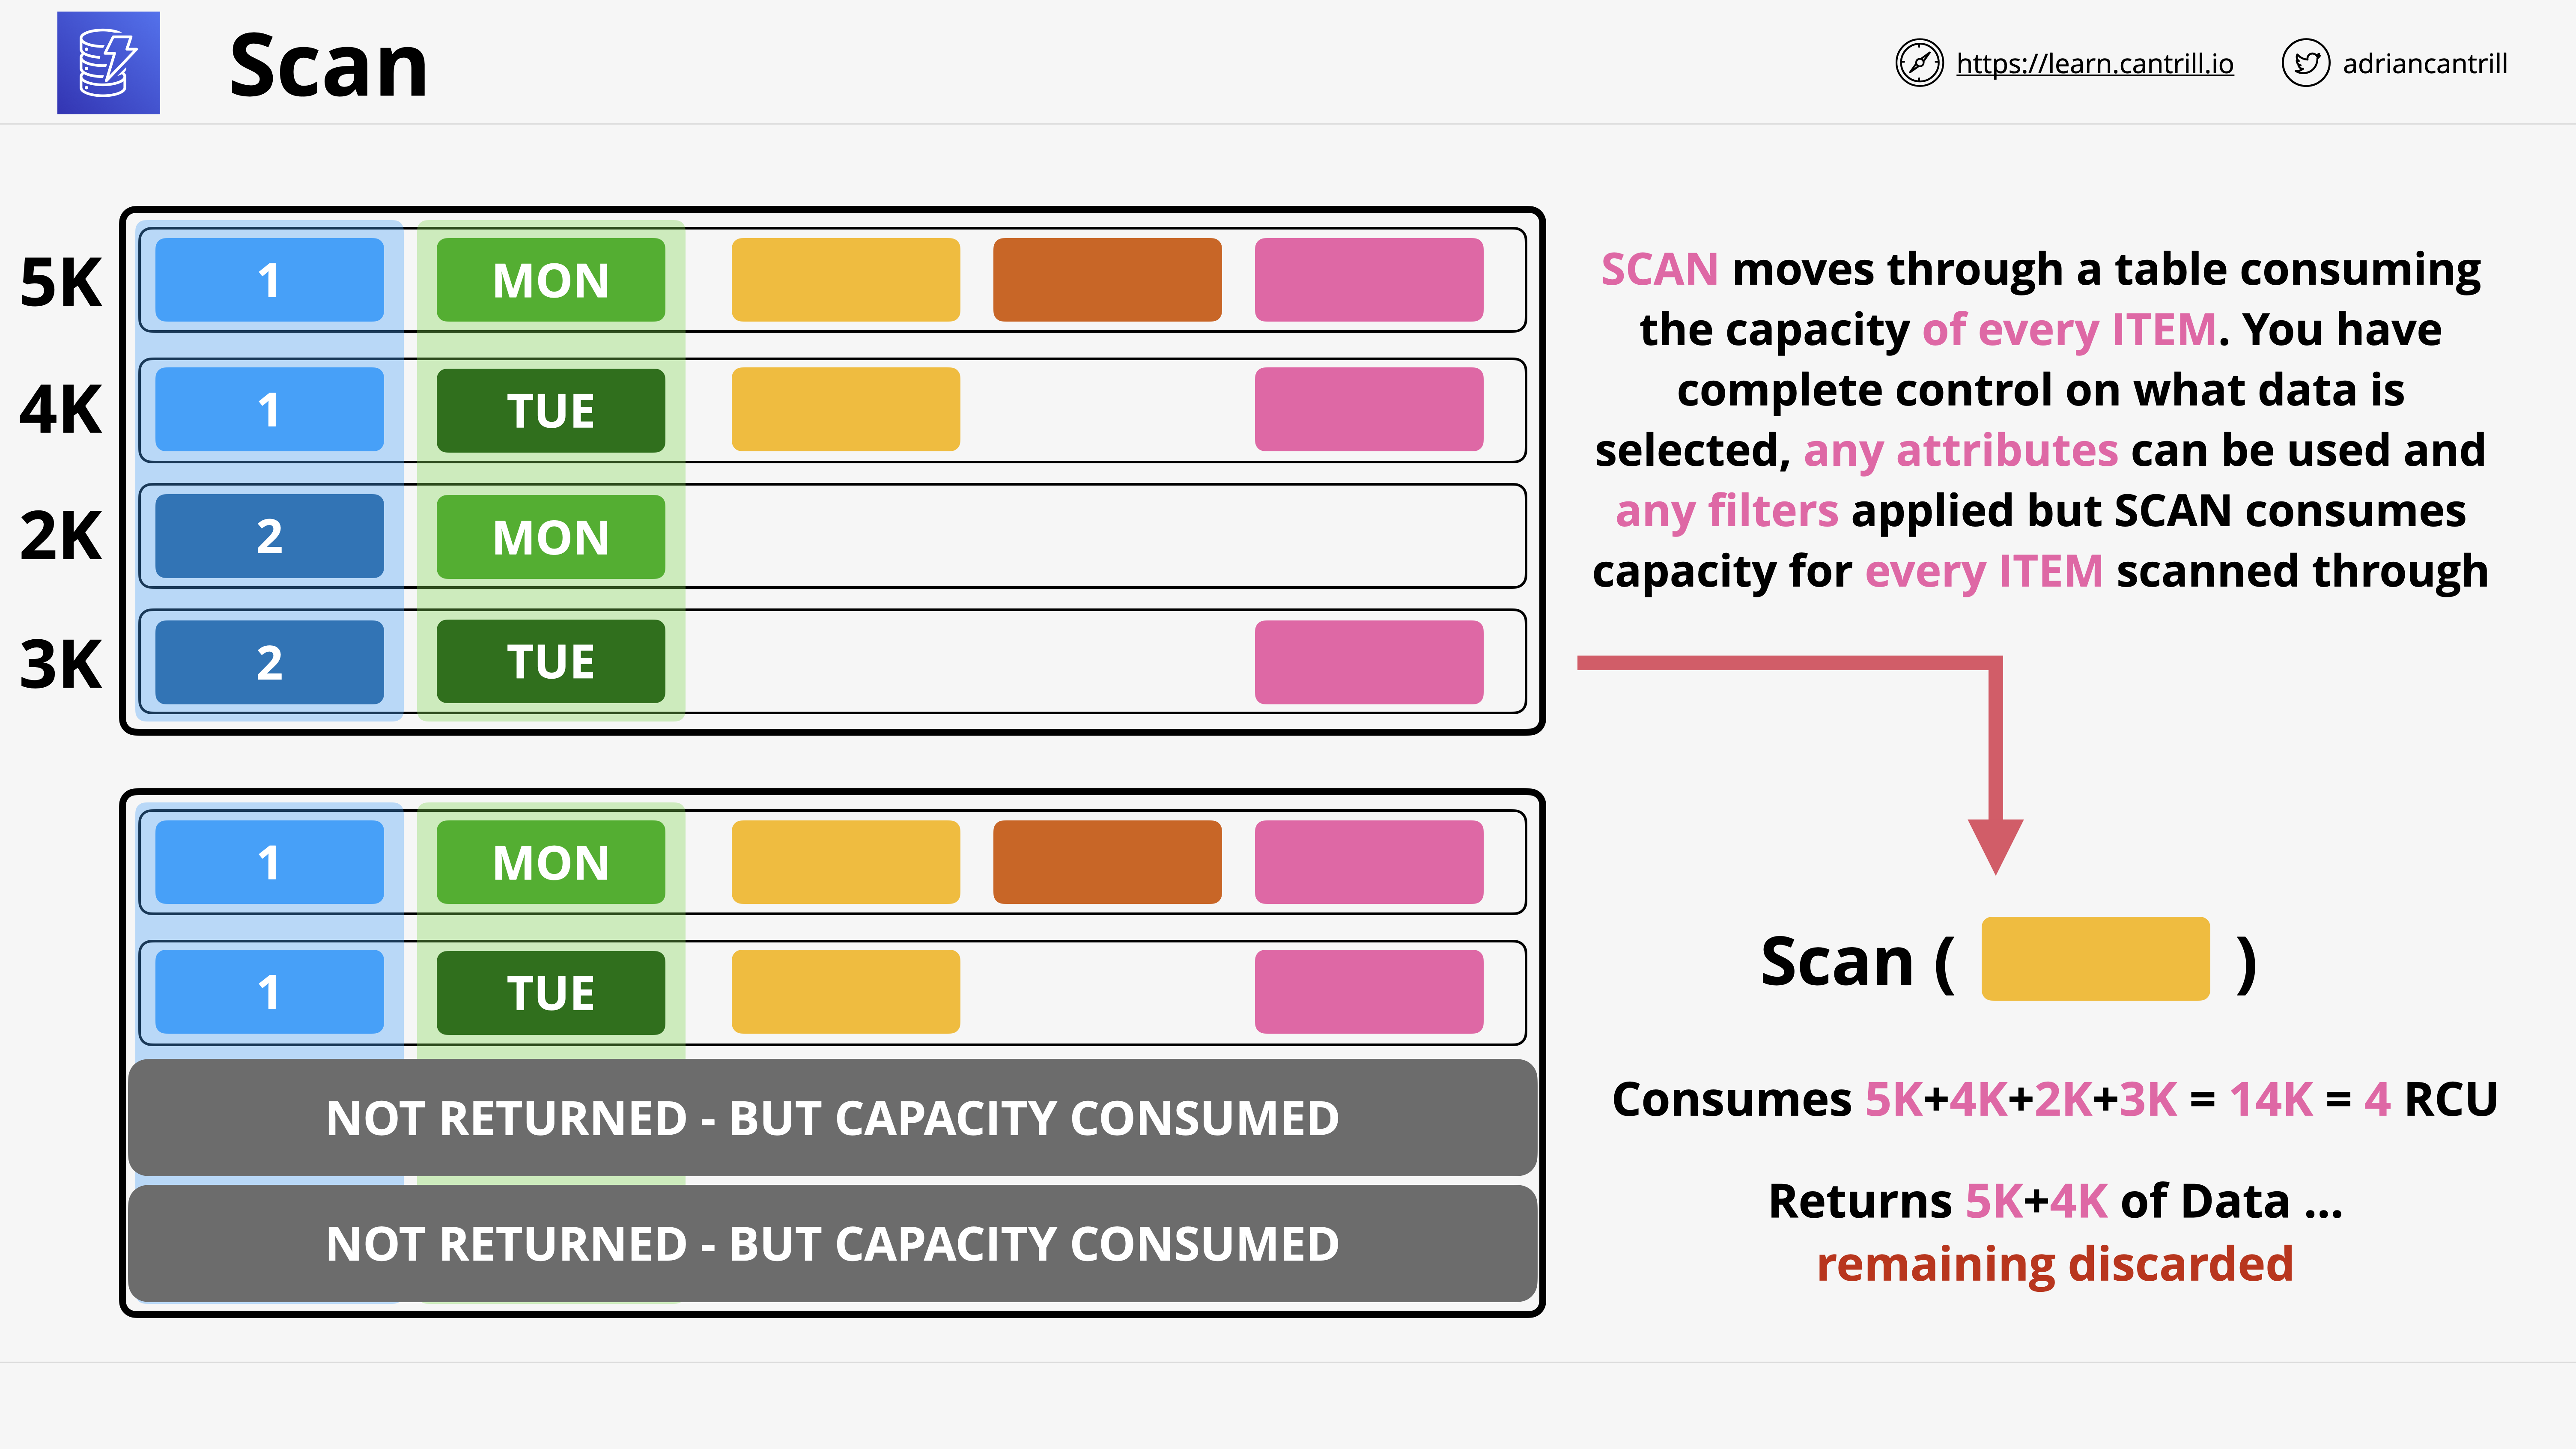 Scan
https://learn.cantrill.io
adriancantrill
5K
1
MON
4K
1
TUE
2K
2
MON
3K
2
TUE
SCAN moves through a table consuming
the capacity of every ITEM. You have
complete control on what data is
selected, any attributes can be used and
any filters applied but SCAN consumes
capacity for every ITEM scanned through
1
MON
1
TUE
NOT RETURNED - BUT CAPACITY CONSUMED
NOT RETURNED - BUT CAPACITY CONSUMED
Scan ( )
Consumes 5K+4K+2K+3K = 14K = 4 RCU
Returns 5K+4K of Data ...
remaining discarded